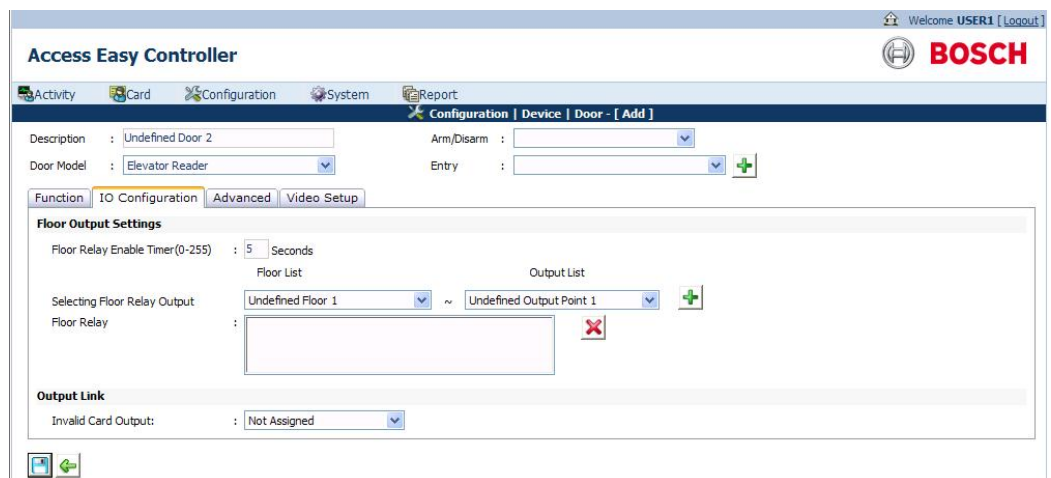 Welcome USER1 [ Logout ]
Access Easy Controller
BOSCH
Activity Card Configuration System Report
Configuration | Device | Door - [ Add ]
Description : Undefined Door 2 Arm/Disarm :
Door Model : Elevator Reader Entry :
Function IO Configuration Advanced Video Setup
Floor Output Settings
Floor Relay Enable Timer(0-255) : 5 Seconds
Floor List Output List
Selecting Floor Relay Output Undefined Floor 1 ~ Undefined Output Point 1
Floor Relay :
Output Link
Invalid Card Output: : Not Assigned